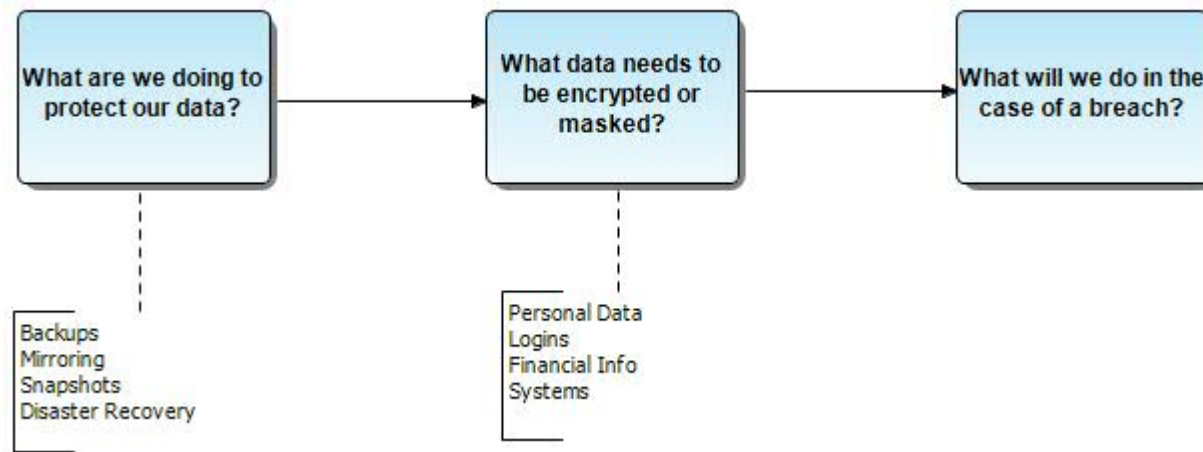 What are we doing to
protect our data?
What data needs to
be encrypted or
masked?
What will we do in the
case of a breach?
Backups
Mirroring
Snapshots
Disaster Recovery
Personal Data
Logins
Financial Info
Systems